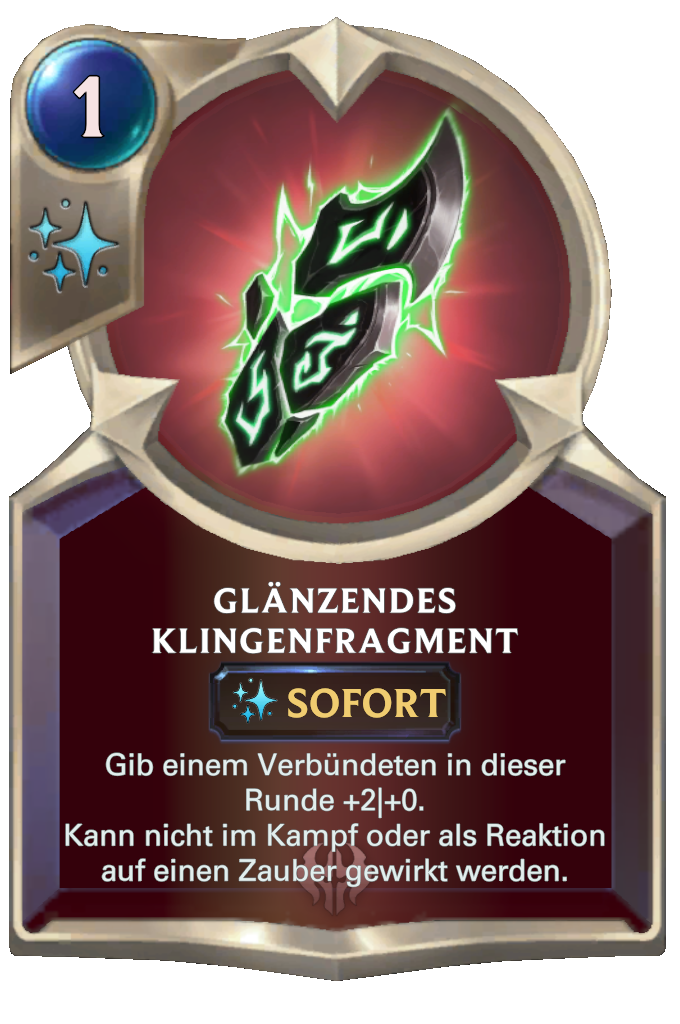 1
GLÄNZENDES
KLINGENFRAGMENT
SOFORT
Gib einem Verbündeten in dieser
Runde +2|+0.
Kann nicht im Kampf oder als Reaktion
auf einen Zauber gewirkt werden.